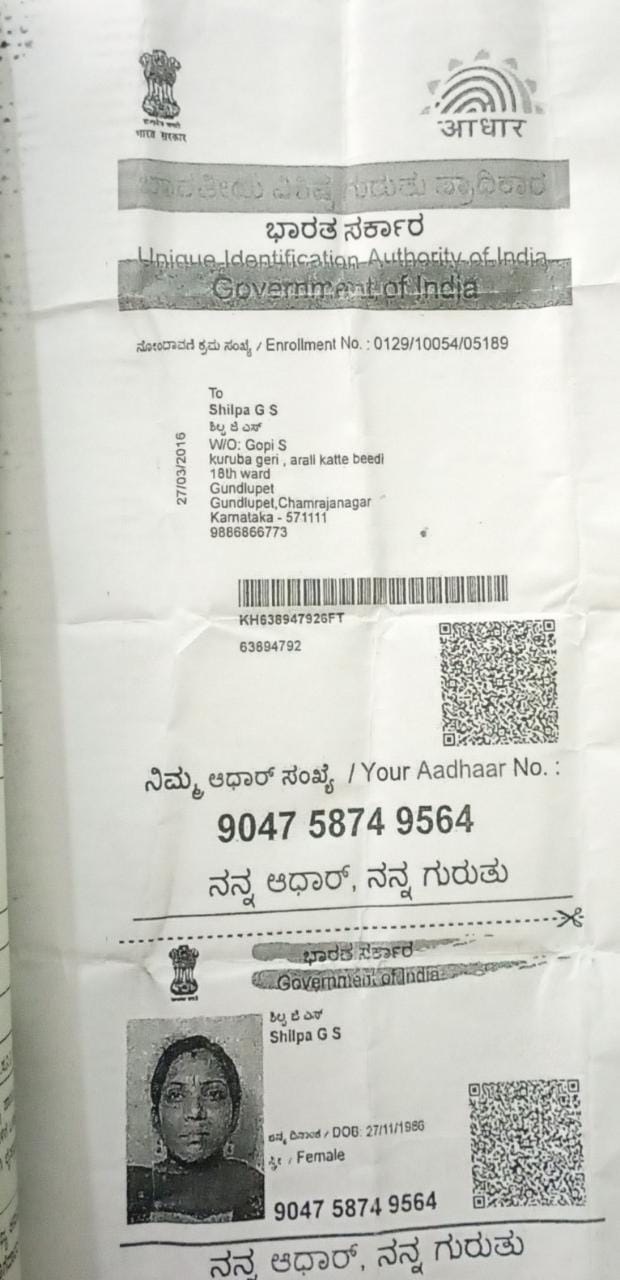 भारत सरकार
आधार
ಭಾರತೀಯ ವಿಶಿಷ್ಟ ಗುರುತು ಪ್ರಾಧಿಕಾರ
ಭಾರತ ಸರ್ಕಾರ
Unique Identification Authority of India
Government of India
ನೋಂದಾವಣೆ ಕ್ರಮ ಸಂಖ್ಯೆ / Enrollment No. : 0129/10054/05189
27/03/2016
To
Shilpa G S
ಶಿಲ್ಪ ಜಿ ಎಸ್
W/O: Gopi S
kuruba geri , arali katte beedi
18th ward
Gundlupet
Gundlupet,Chamrajanagar
Karnataka - 571111
9886866773
KH638947926FT
63894792
ನಿಮ್ಮ ಆಧಾರ್ ಸಂಖ್ಯೆ / Your Aadhaar No. :
9047 5874 9564
ನನ್ನ ಆಧಾರ್, ನನ್ನ ಗುರುತು
ಭಾರತ ಸರ್ಕಾರ
Government of India
ಶಿಲ್ಪ ಜಿ ಎಸ್
Shilpa G S
ಜನ್ಮ ದಿನಾಂಕ / DOB: 27/11/1986
ಸ್ತ್ರೀ / Female
9047 5874 9564
ನನ್ನ ಆಧಾರ್, ನನ್ನ ಗುರುತು